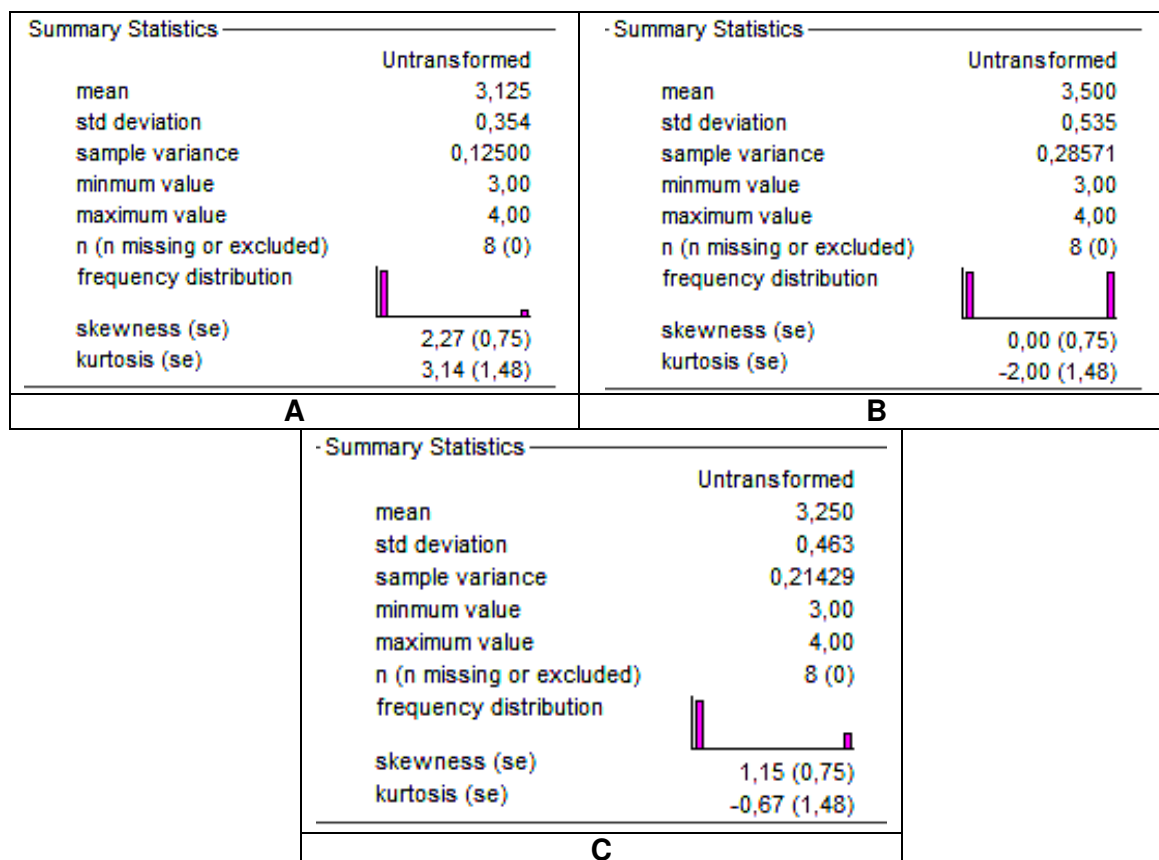 Summary Statistics
Untransformed
mean 3,125
std deviation 0,354
sample variance 0,12500
minmum value 3,00
maximum value 4,00
n (n missing or excluded) 8 (0)
frequency distribution
skewness (se) 2,27 (0,75)
kurtosis (se) 3,14 (1,48)
A
- Summary Statistics
Untransformed
mean 3,500
std deviation 0,535
sample variance 0,28571
minmum value 3,00
maximum value 4,00
n (n missing or excluded) 8 (0)
frequency distribution
skewness (se) 0,00 (0,75)
kurtosis (se) -2,00 (1,48)
B
- Summary Statistics
Untransformed
mean 3,250
std deviation 0,463
sample variance 0,21429
minmum value 3,00
maximum value 4,00
n (n missing or excluded) 8 (0)
frequency distribution
skewness (se) 1,15 (0,75)
kurtosis (se) -0,67 (1,48)
C